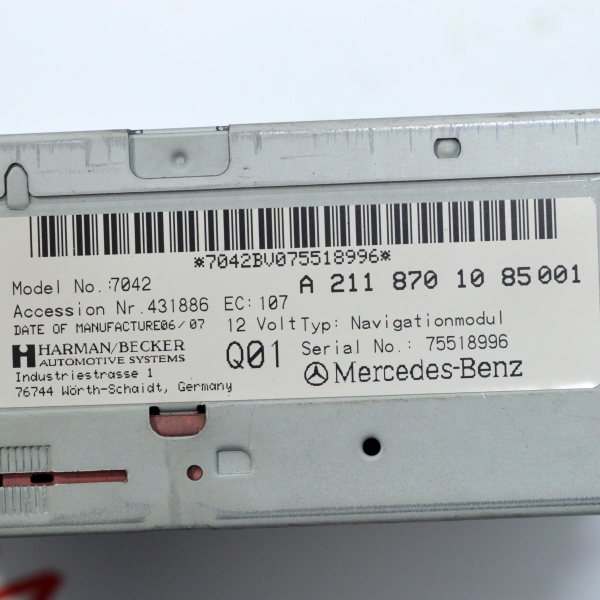 *7042BV075518996*
Model No.:7042
A 211 870 10 85 001
Accession Nr.431886 EC:107
DATE OF MANUFACTURE06/07
12 Volt Typ: Navigationmodul
HARMAN/BECKER
AUTOMOTIVE SYSTEMS
Q01
Serial No.: 75518996
Industriestrasse 1
76744 Wörth-Schaidt, Germany
Mercedes-Benz